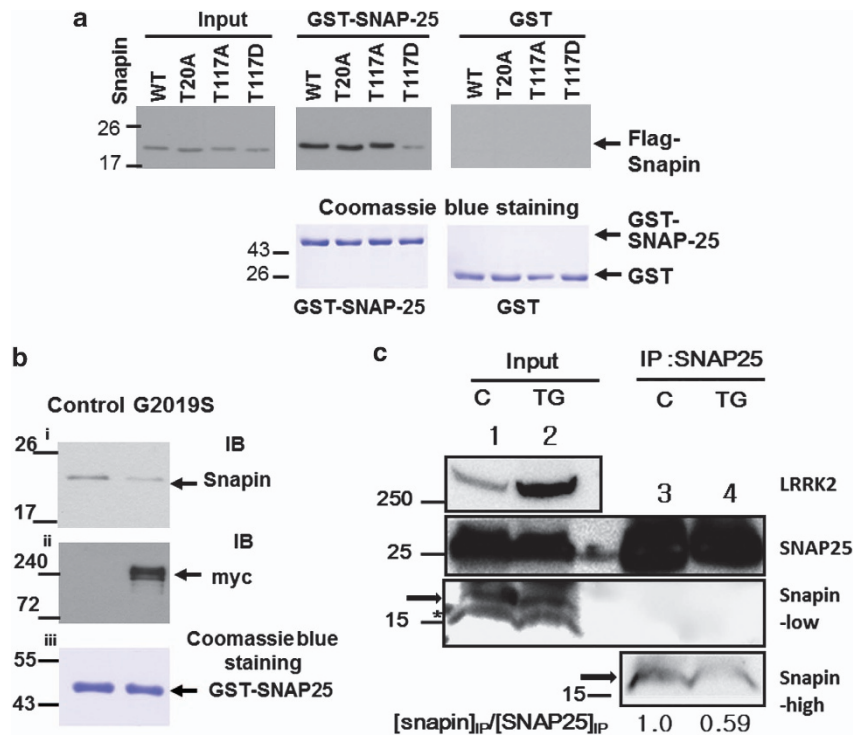 a
Input GST-SNAP-25 GST
Snapin
WT T20A T117A T117D WT T20A T117A T117D WT T20A T117A T117D
26
17
Flag-
Snapin
Coomassie blue staining
43
26
GST-
SNAP-25
GST
GST-SNAP-25 GST
b
Control G2019S
i
26
17
IB
Snapin
ii
240
72
IB
myc
iii
55
43
Coomassie blue
staining
GST-SNAP25
c
Input IP :SNAP25
C TG C TG
1 2
250
LRRK2
3 4
25
SNAP25
15
*
Snapin
-low
15
Snapin
-high
[snapin]IP/[SNAP25]IP 1.0 0.59